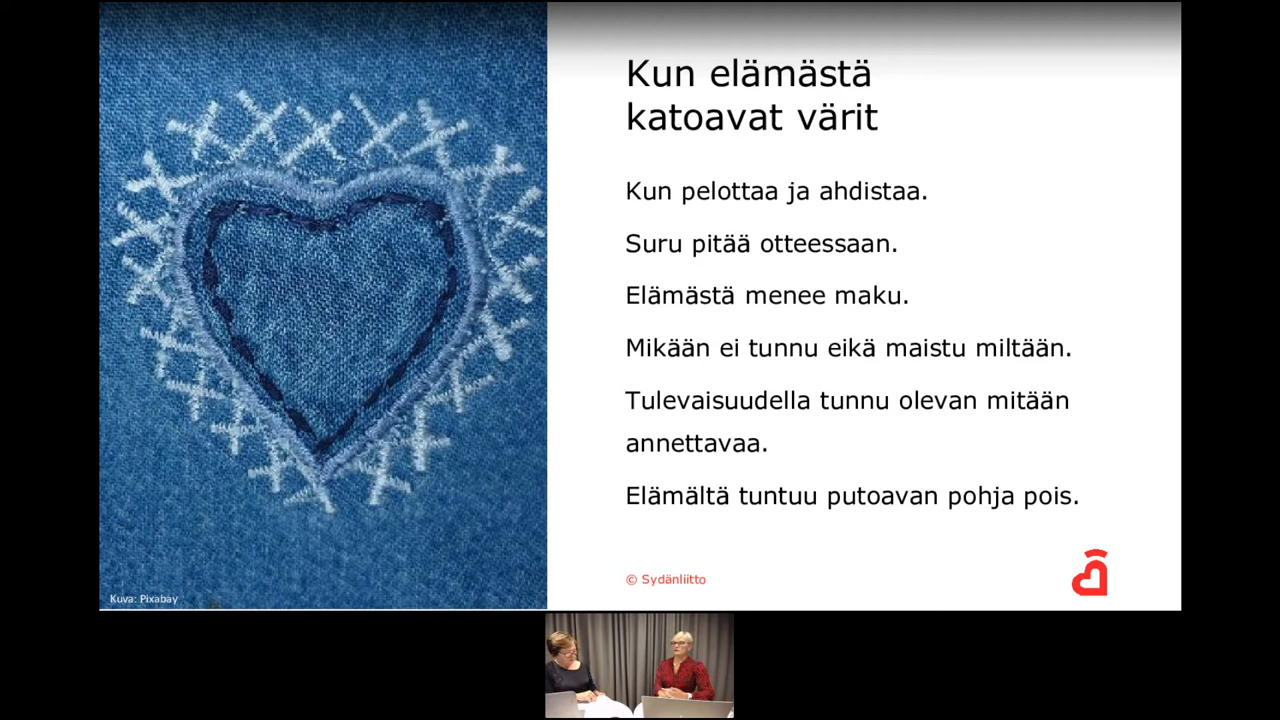 Kun elämästä
katoavat värit
Kun pelottaa ja ahdistaa.
Suru pitää otteessaan.
Elämästä menee maku.
Mikään ei tunnu eikä maistu miltään.
Tulevaisuudella tunnu olevan mitään
annettavaa.
Elämältä tuntuu putoavan pohja pois.
© Sydänliitto
Kuva: Pixabay